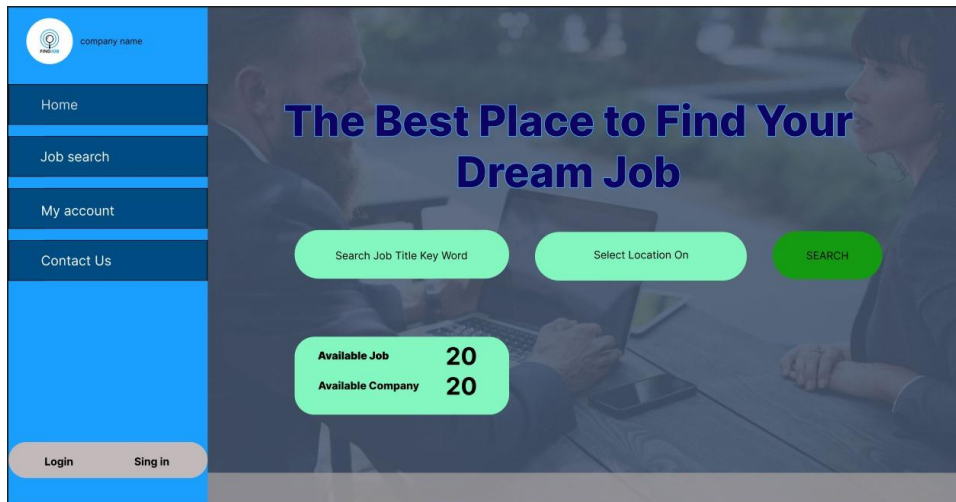 FINDJOB
company name
Home
Job search
My account
Contact Us
Login
Sing in
The Best Place to Find Your
Dream Job
Search Job Title Key Word
Select Location On
SEARCH
Available Job 20
Available Company 20